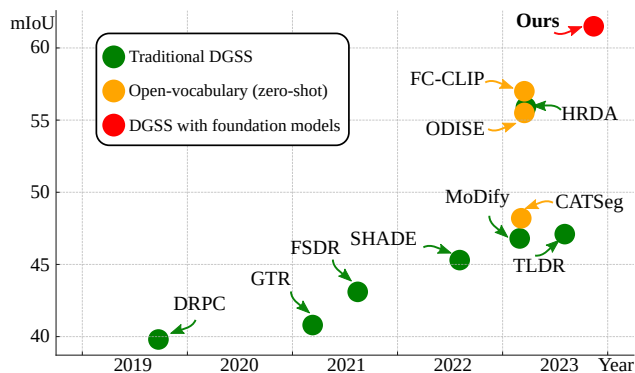 mIoU
60
55
50
45
40
Traditional DGSS
Open-vocabulary (zero-shot)
DGSS with foundation models
Ours
FC-CLIP
HRDA
ODISE
MoDify
CATSeg
SHADE
TLDR
FSDR
GTR
DRPC
2019 2020 2021 2022 2023 Year